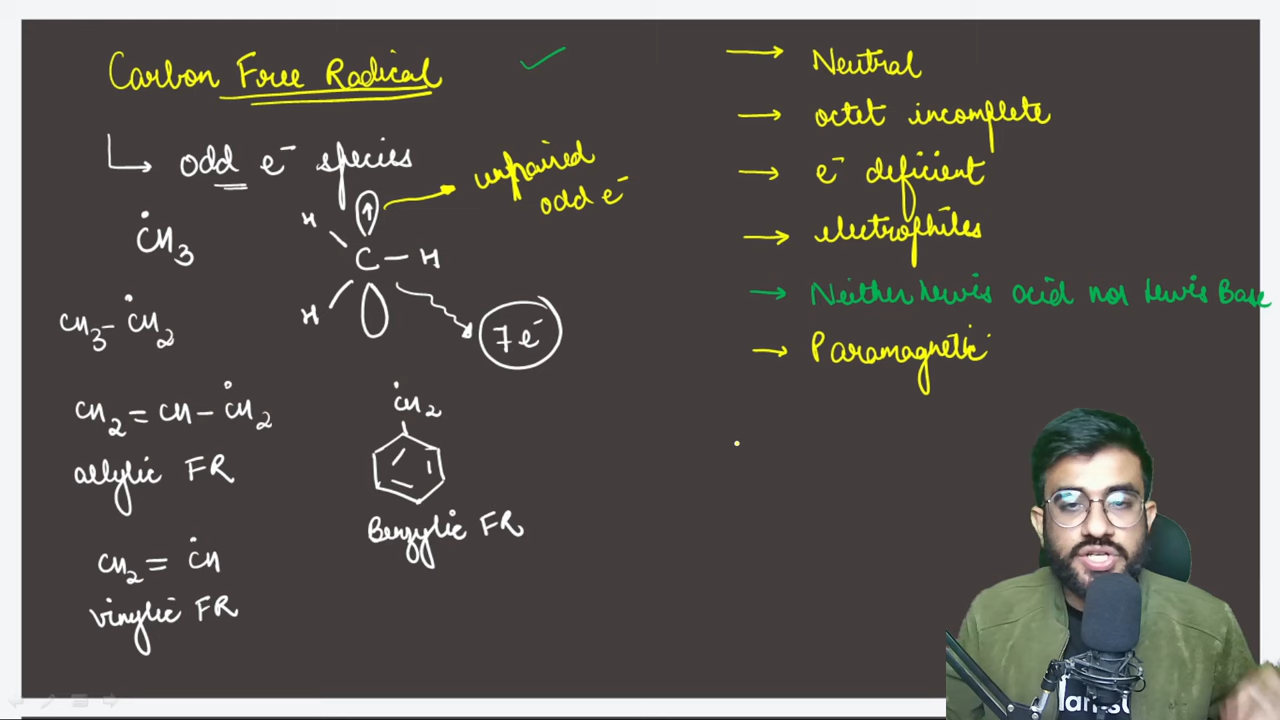 Carbon Free Radical ✓
↳ odd e⁻ species
unpaired
odd e⁻
ĊH₃
H
C – H
H
7e⁻
CH₃–ĊH₂
CH₂=CH–ĊH₂
allylic FR
ĊH₂
Benzylic FR
CH₂=ĊH
vinylic FR
→ Neutral
→ octet incomplete
→ e⁻ deficient
→ electrophiles
→ Neither Lewis acid nor Lewis Base
→ Paramagnetic